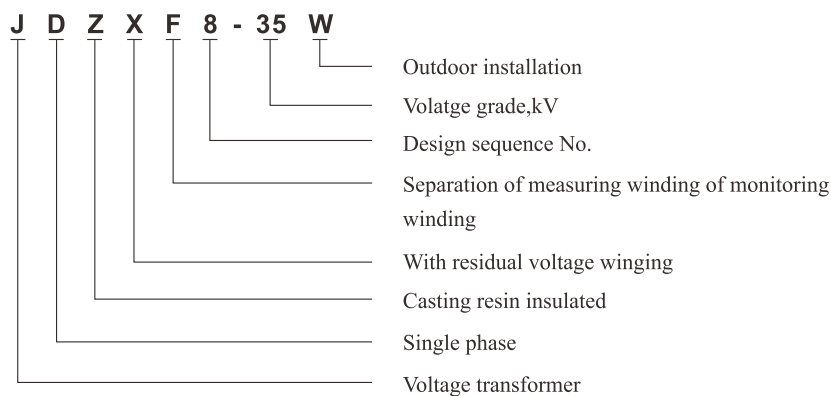 J D Z X F 8 - 35 W
Outdoor installation
Volatge grade,kV
Design sequence No.
Separation of measuring winding of monitoring
winding
With residual voltage winging
Casting resin insulated
Single phase
Voltage transformer